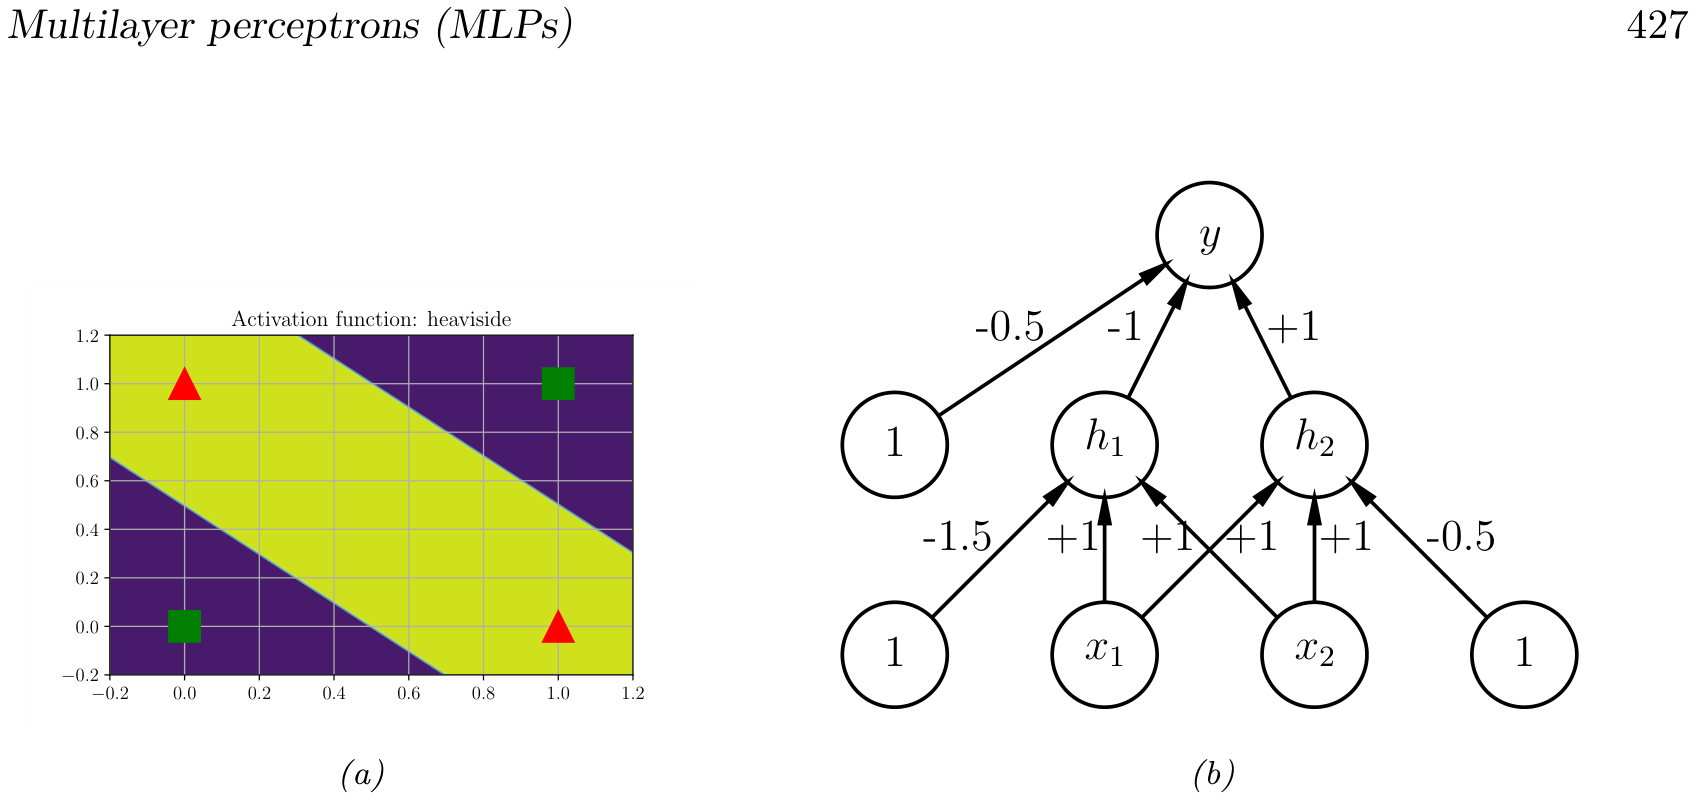 Multilayer perceptrons (MLPs) 427
Activation function: heaviside
1.2
1.0
0.8
0.6
0.4
0.2
0.0
−0.2
−0.2 0.0 0.2 0.4 0.6 0.8 1.0 1.2
(a)
y
-0.5 -1 +1
1 h₁ h₂
-1.5 +1 +1 +1 +1 -0.5
1 x₁ x₂ 1
(b)